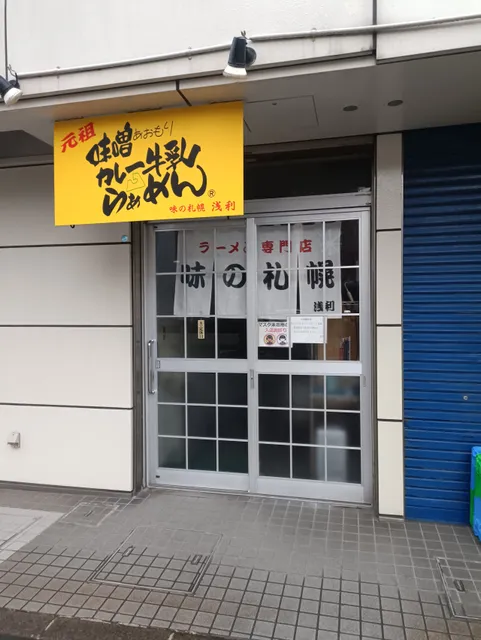 元祖
味噌あおもり
カレー牛乳
らぁめん®
味の札幌 浅利
ラーメン専門店
味の札幌
浅利